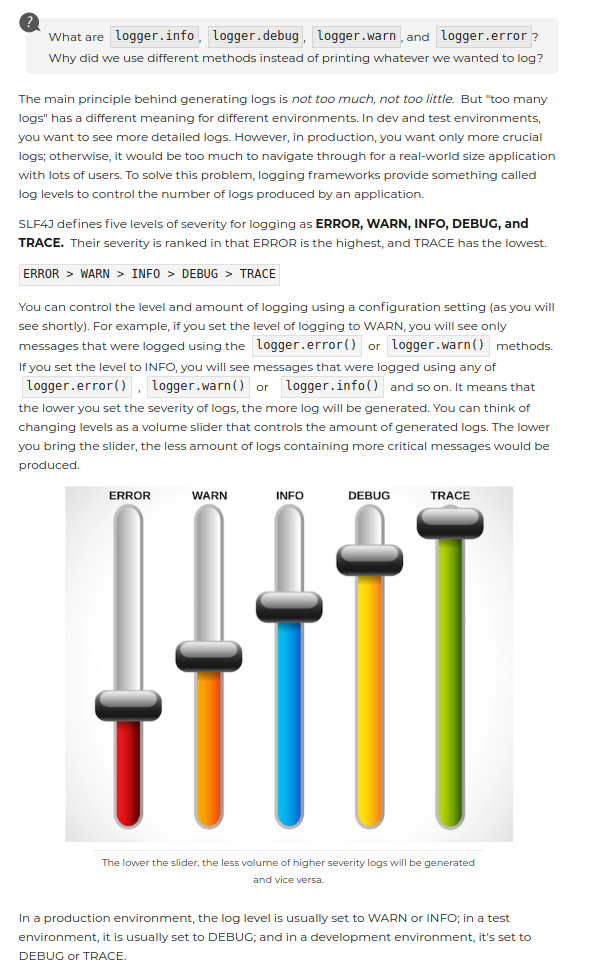 ?
What are logger.info, logger.debug, logger.warn, and logger.error ?
Why did we use different methods instead of printing whatever we wanted to log?
The main principle behind generating logs is not too much, not too little. But "too many
logs" has a different meaning for different environments. In dev and test environments,
you want to see more detailed logs. However, in production, you want only more crucial
logs; otherwise, it would be too much to navigate through for a real-world size application
with lots of users. To solve this problem, logging frameworks provide something called
log levels to control the number of logs produced by an application.
SLF4J defines five levels of severity for logging as ERROR, WARN, INFO, DEBUG, and
TRACE. Their severity is ranked in that ERROR is the highest, and TRACE has the lowest.
ERROR > WARN > INFO > DEBUG > TRACE
You can control the level and amount of logging using a configuration setting (as you will
see shortly). For example, if you set the level of logging to WARN, you will see only
messages that were logged using the logger.error() or logger.warn() methods.
If you set the level to INFO, you will see messages that were logged using any of
logger.error() , logger.warn() or logger.info() and so on. It means that
the lower you set the severity of logs, the more log will be generated. You can think of
changing levels as a volume slider that controls the amount of generated logs. The lower
you bring the slider, the less amount of logs containing more critical messages would be
produced.
ERROR WARN INFO DEBUG TRACE
The lower the slider, the less volume of higher severity logs will be generated
and vice versa.
In a production environment, the log level is usually set to WARN or INFO; in a test
environment, it is usually set to DEBUG; and in a development environment, it's set to
DEBUG or TRACE.